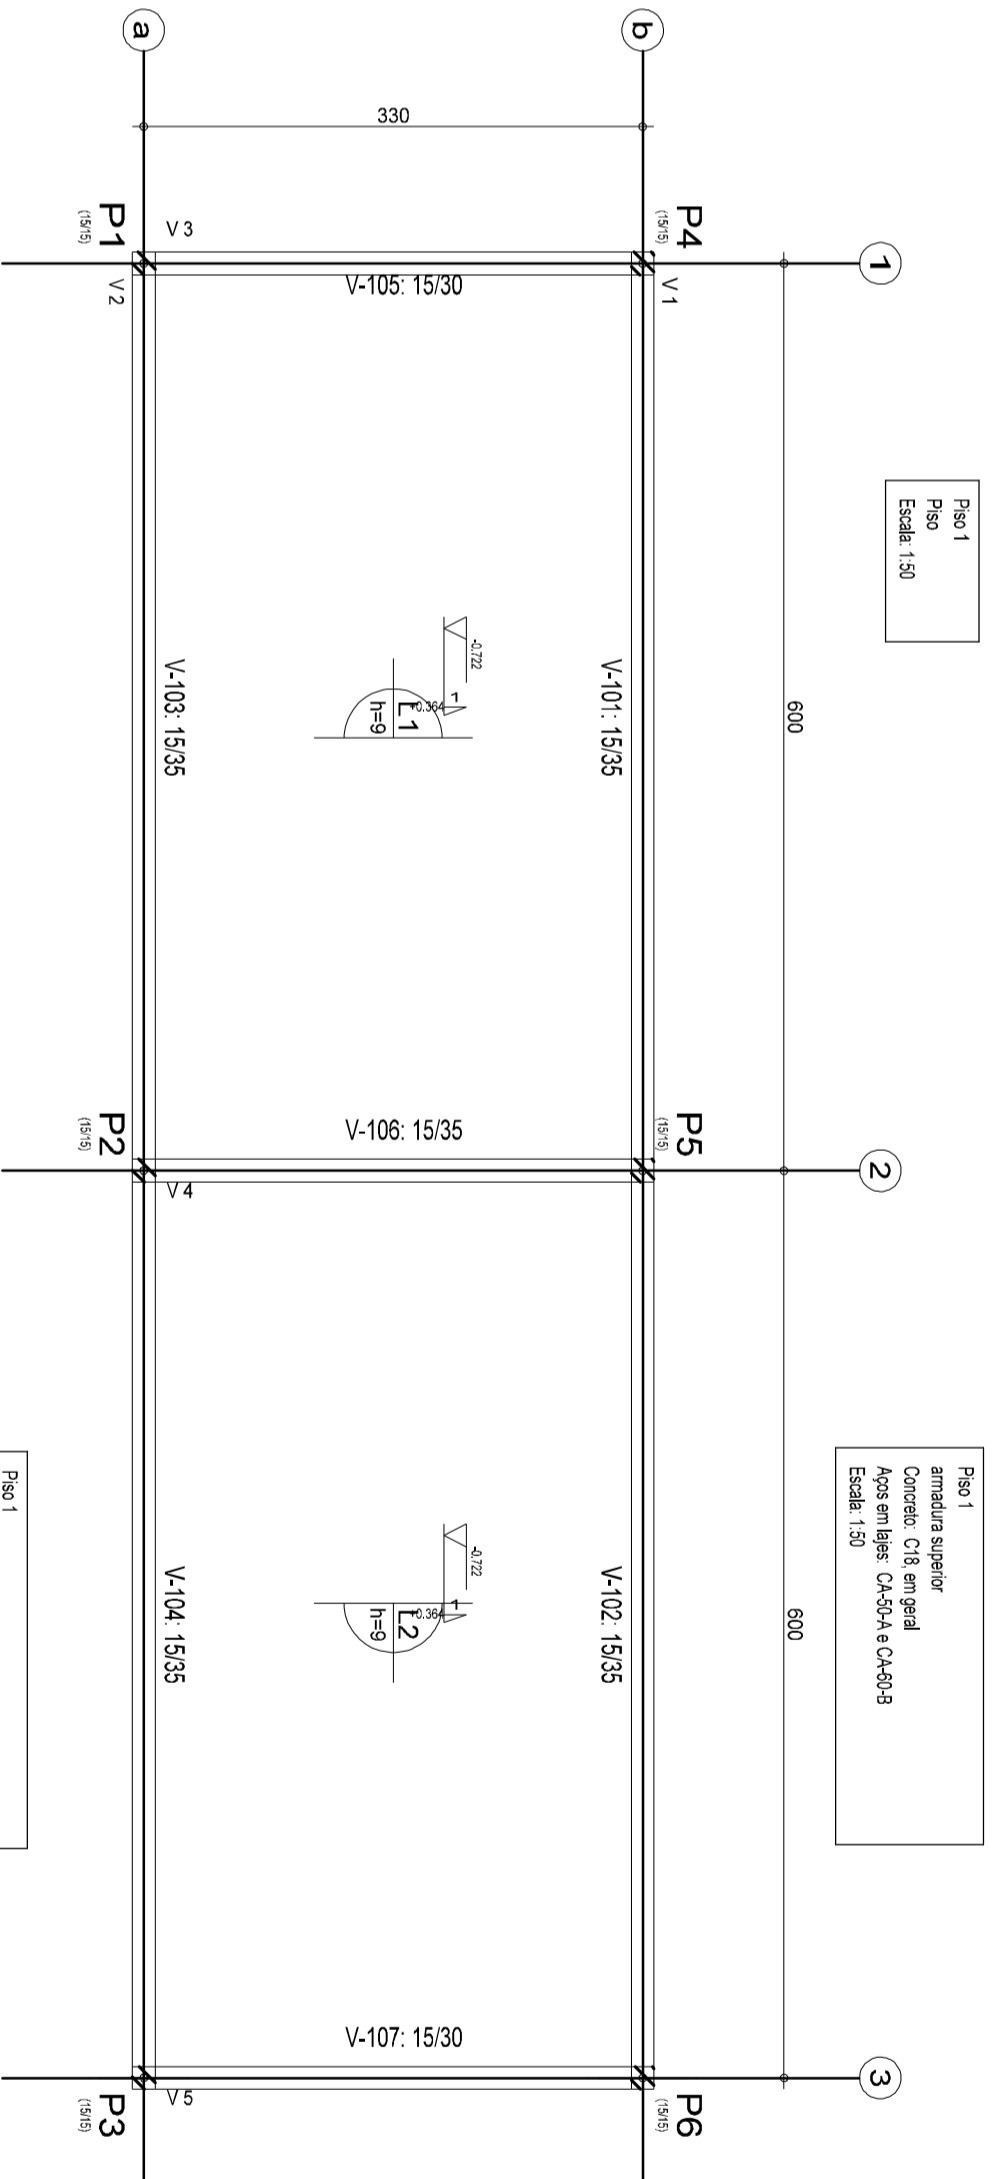 Piso 1
Piso
Escala: 1:50
Piso 1
armadura superior
Concreto: C18, em geral
Aços em lajes: CA-50-A e CA-60-B
Escala: 1:50
1
2
3
600
600
b
P4
(15/15)
V 1
P5
(15/15)
P6
(15/15)
V-101: 15/35
V-102: 15/35
330
V-105: 15/30
-0.722
+0.364
L1
h=9
V-106: 15/35
-0.722
+0.364
L2
h=9
V-107: 15/30
V-103: 15/35
V-104: 15/35
V 3
V 4
V 5
a
P1
(15/15)
V 2
P2
(15/15)
P3
(15/15)
Piso 1